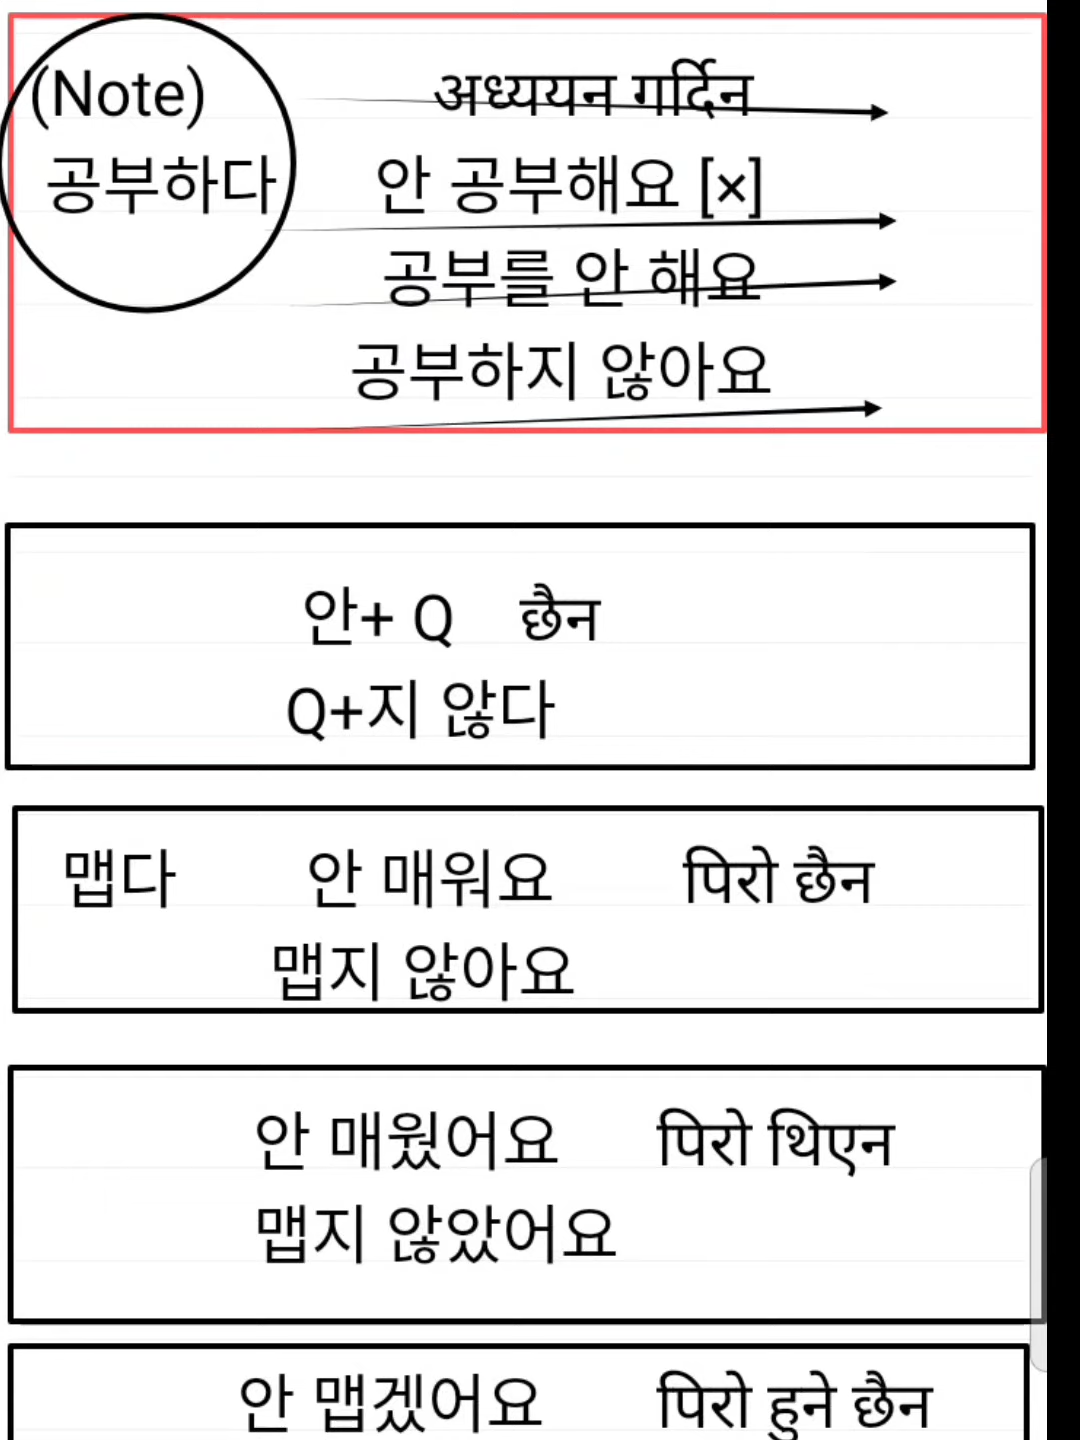 (Note) अध्ययन गर्दिन
공부하다 안 공부해요 [×]
공부를 안 해요
공부하지 않아요
안+ Q छैन
Q+지 않다
맵다 안 매워요 पिरो छैन
맵지 않아요
안 매웠어요 पिरो थिएन
맵지 않았어요
안 맵겠어요 पिरो हुने छैन